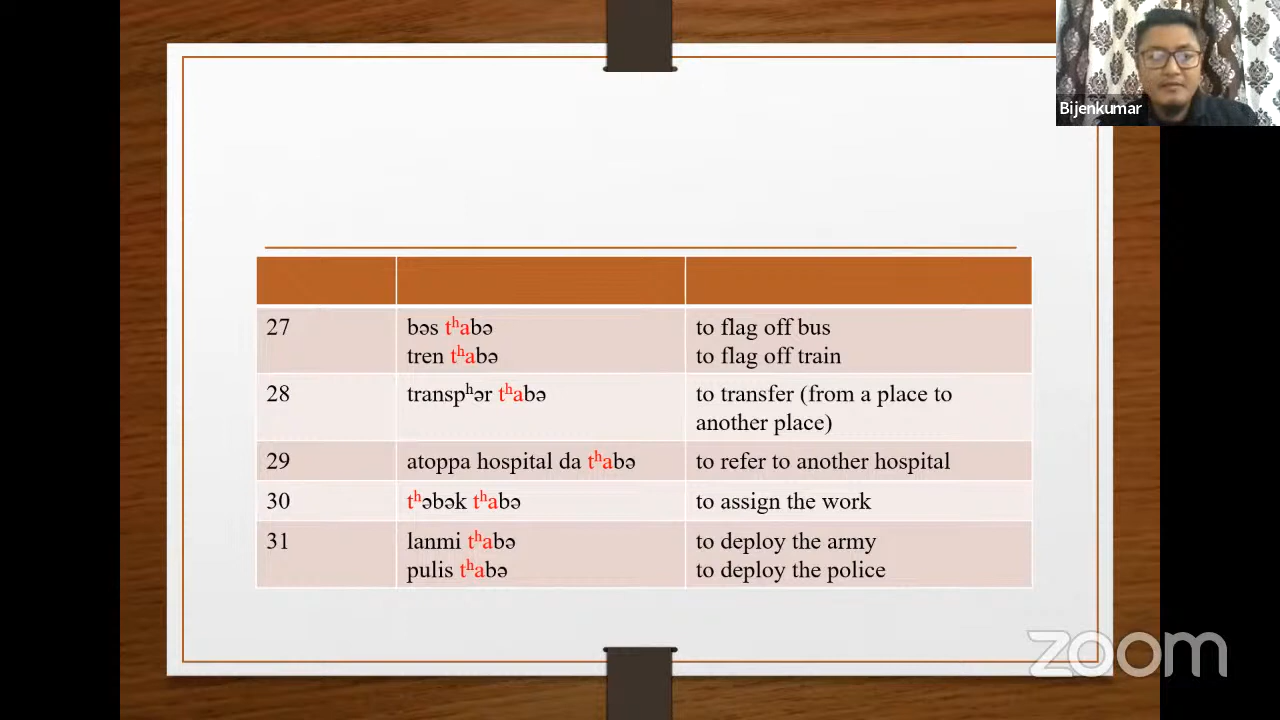 Bijenkumar
27 bəs tʰabə to flag off bus
tren tʰabə to flag off train
28 transpʰər tʰabə to transfer (from a place to
another place)
29 atoppa hospital da tʰabə to refer to another hospital
30 tʰəbək tʰabə to assign the work
31 lanmi tʰabə to deploy the army
pulis tʰabə to deploy the police
zoom